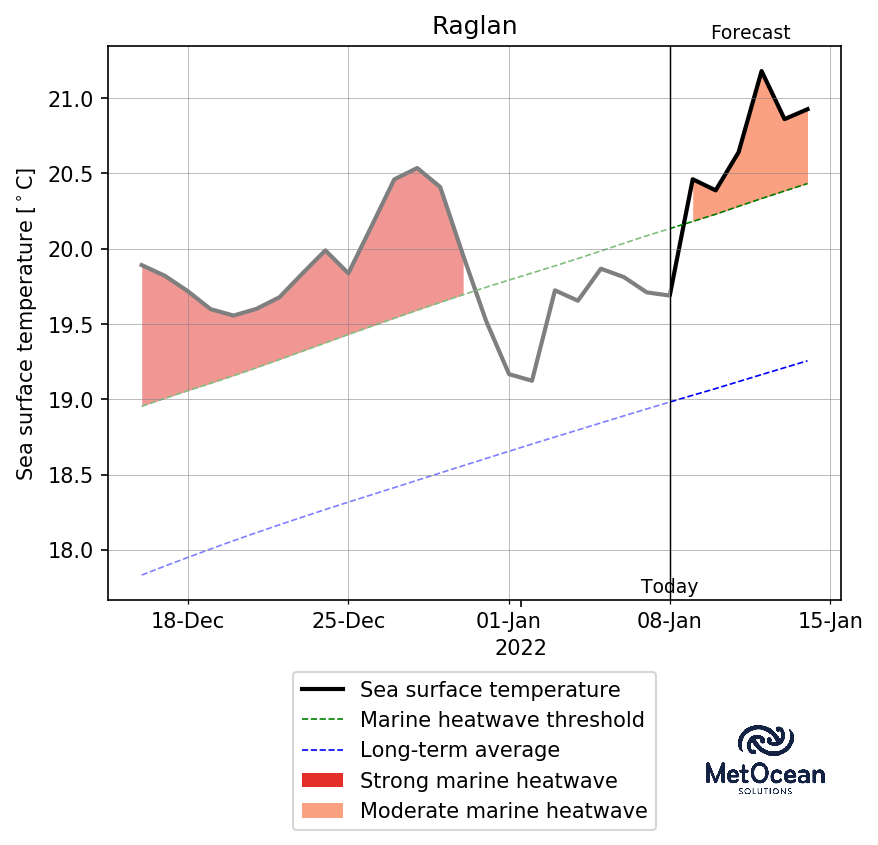 Raglan
Forecast
Sea surface temperature [°C]
21.0
20.5
20.0
19.5
19.0
18.5
18.0
Today
18-Dec
25-Dec
01-Jan
08-Jan
15-Jan
2022
Sea surface temperature
Marine heatwave threshold
Long-term average
Strong marine heatwave
Moderate marine heatwave
MetOcean
SOLUTIONS